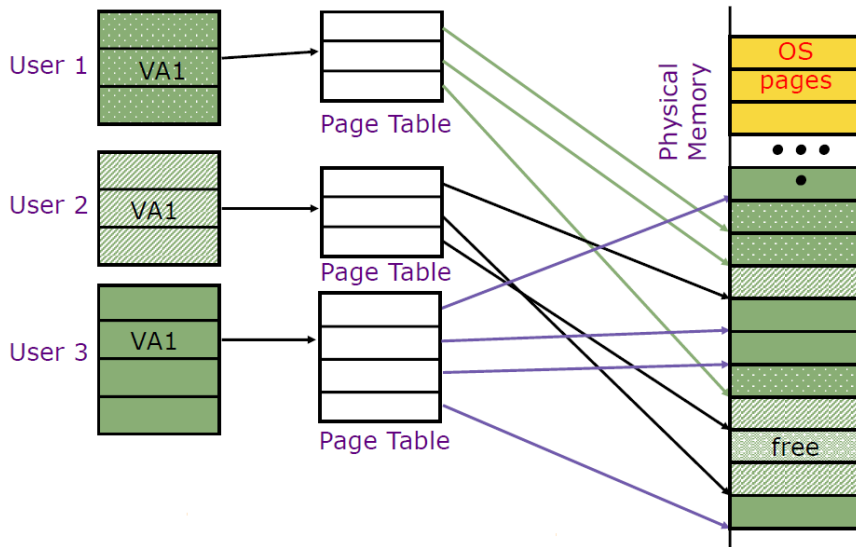 User 1
VA1
Page Table
User 2
VA1
Page Table
User 3
VA1
Page Table
Physical
Memory
OS
pages
free